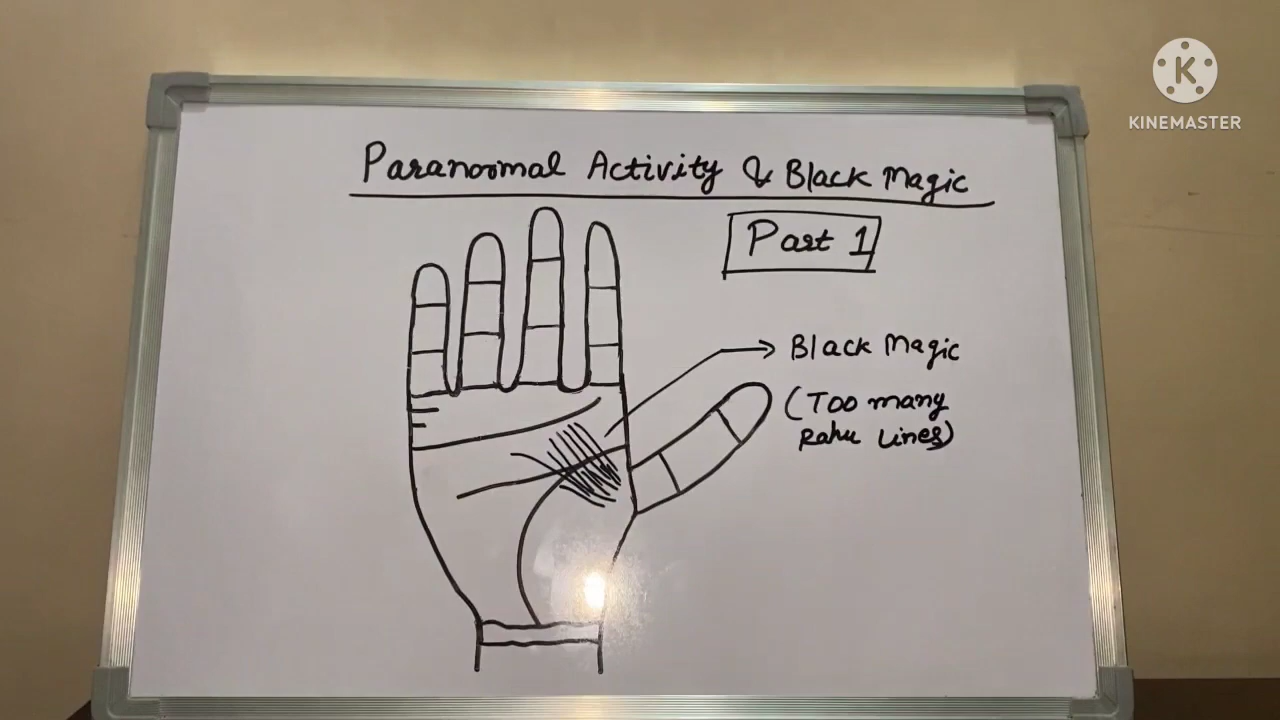 Paranormal Activity & Black Magic
Part 1
Black Magic
(Too many
Rahu Lines)
K
KINEMASTER